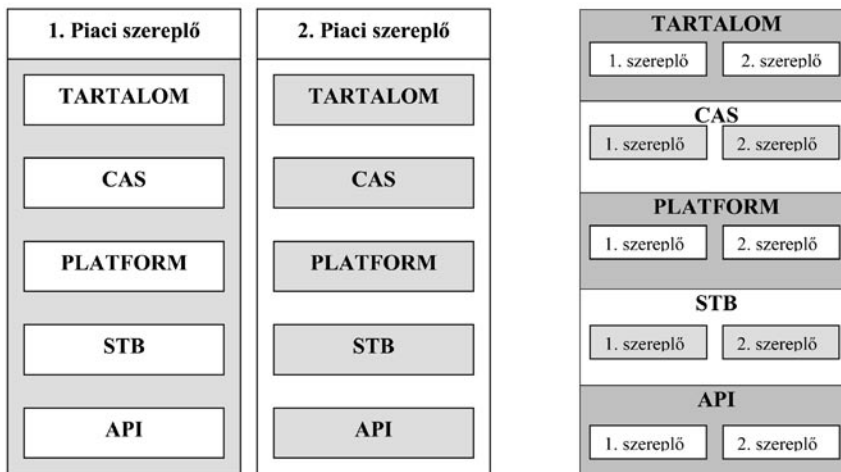 1. Piaci szereplő
TARTALOM
CAS
PLATFORM
STB
API
2. Piaci szereplő
TARTALOM
CAS
PLATFORM
STB
API
TARTALOM
1. szereplő
2. szereplő
CAS
1. szereplő
2. szereplő
PLATFORM
1. szereplő
2. szereplő
STB
1. szereplő
2. szereplő
API
1. szereplő
2. szereplő